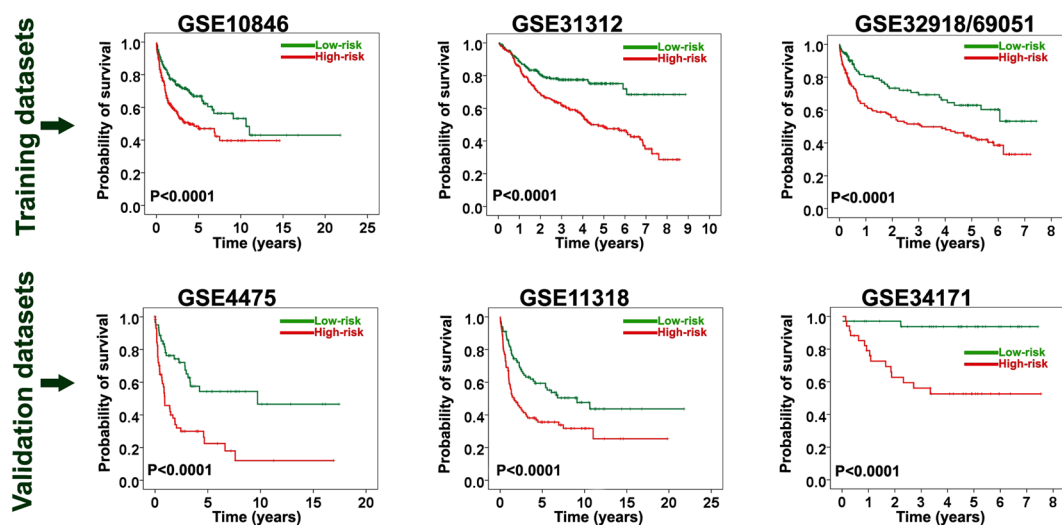 Training datasets
GSE10846
Probability of survival
1.0
0.8
0.6
0.4
0.2
0.0
Low-risk
High-risk
P<0.0001
0 5 10 15 20 25
Time (years)
GSE31312
Probability of survival
1.0
0.8
0.6
0.4
0.2
0.0
Low-risk
High-risk
P<0.0001
0 1 2 3 4 5 6 7 8 9 10
Time (years)
GSE32918/69051
Probability of survival
1.0
0.8
0.6
0.4
0.2
0.0
Low-risk
High-risk
P<0.0001
0 1 2 3 4 5 6 7 8
Time (years)
Validation datasets
GSE4475
Probability of survival
1.0
0.8
0.6
0.4
0.2
0.0
Low-risk
High-risk
P<0.0001
0 5 10 15 20
Time (years)
GSE11318
Probability of survival
1.0
0.8
0.6
0.4
0.2
0.0
Low-risk
High-risk
P<0.0001
0 5 10 15 20 25
Time (years)
GSE34171
Probability of survival
1.0
0.8
0.6
0.4
0.2
0.0
Low-risk
High-risk
P<0.0001
0 1 2 3 4 5 6 7 8
Time (years)